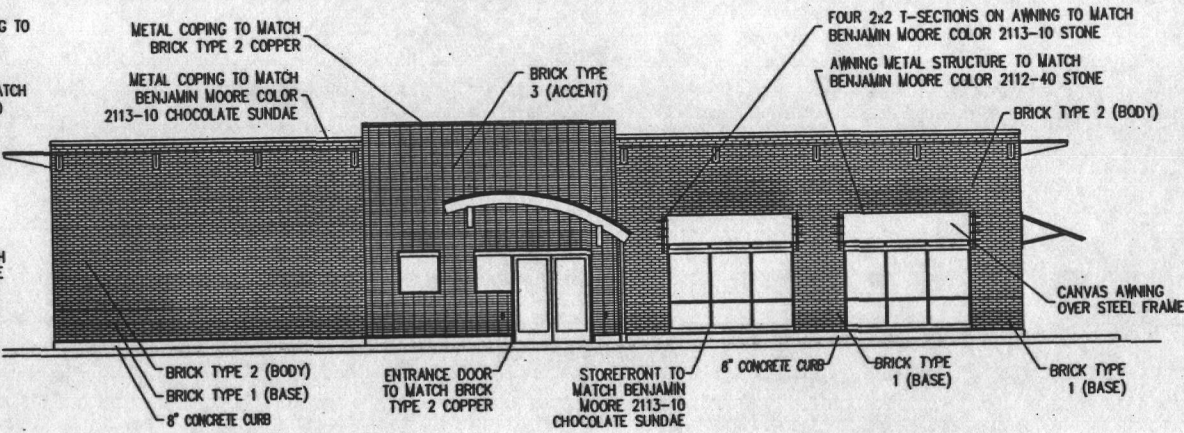 G TO
METAL COPING TO MATCH
BRICK TYPE 2 COPPER
ATCH
METAL COPING TO MATCH
BENJAMIN MOORE COLOR
2113-10 CHOCOLATE SUNDAE
BRICK TYPE
3 (ACCENT)
FOUR 2x2 T-SECTIONS ON AWNING TO MATCH
BENJAMIN MOORE COLOR 2113-10 STONE
AWNING METAL STRUCTURE TO MATCH
BENJAMIN MOORE COLOR 2112-40 STONE
BRICK TYPE 2 (BODY)
CANVAS AWNING
OVER STEEL FRAME
BRICK TYPE 2 (BODY)
BRICK TYPE 1 (BASE)
8" CONCRETE CURB
ENTRANCE DOOR
TO MATCH BRICK
TYPE 2 COPPER
STOREFRONT TO
MATCH BENJAMIN
MOORE 2113-10
CHOCOLATE SUNDAE
8" CONCRETE CURB
BRICK TYPE
1 (BASE)
BRICK TYPE
1 (BASE)